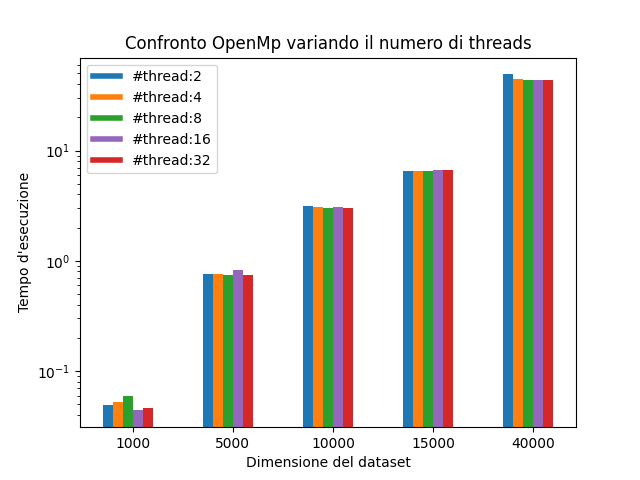 Confronto OpenMp variando il numero di threads
#thread:2
#thread:4
#thread:8
#thread:16
#thread:32
Tempo d'esecuzione
10¹
10⁰
10⁻¹
1000 5000 10000 15000 40000
Dimensione del dataset